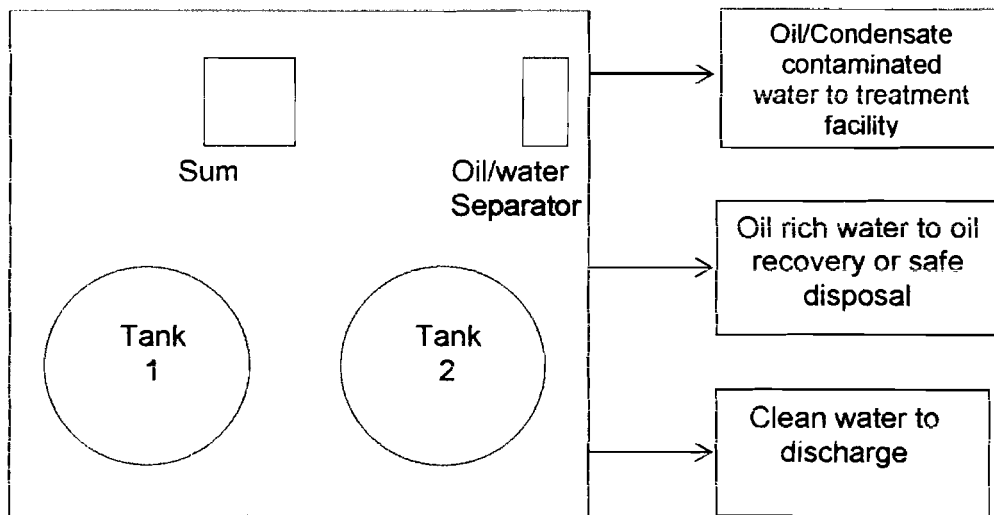 Oil/Condensate
contaminated
water to treatment
facility
Sum
Oil/water
Separator
Oil rich water to oil
recovery or safe
disposal
Tank
1
Tank
2
Clean water to
discharge